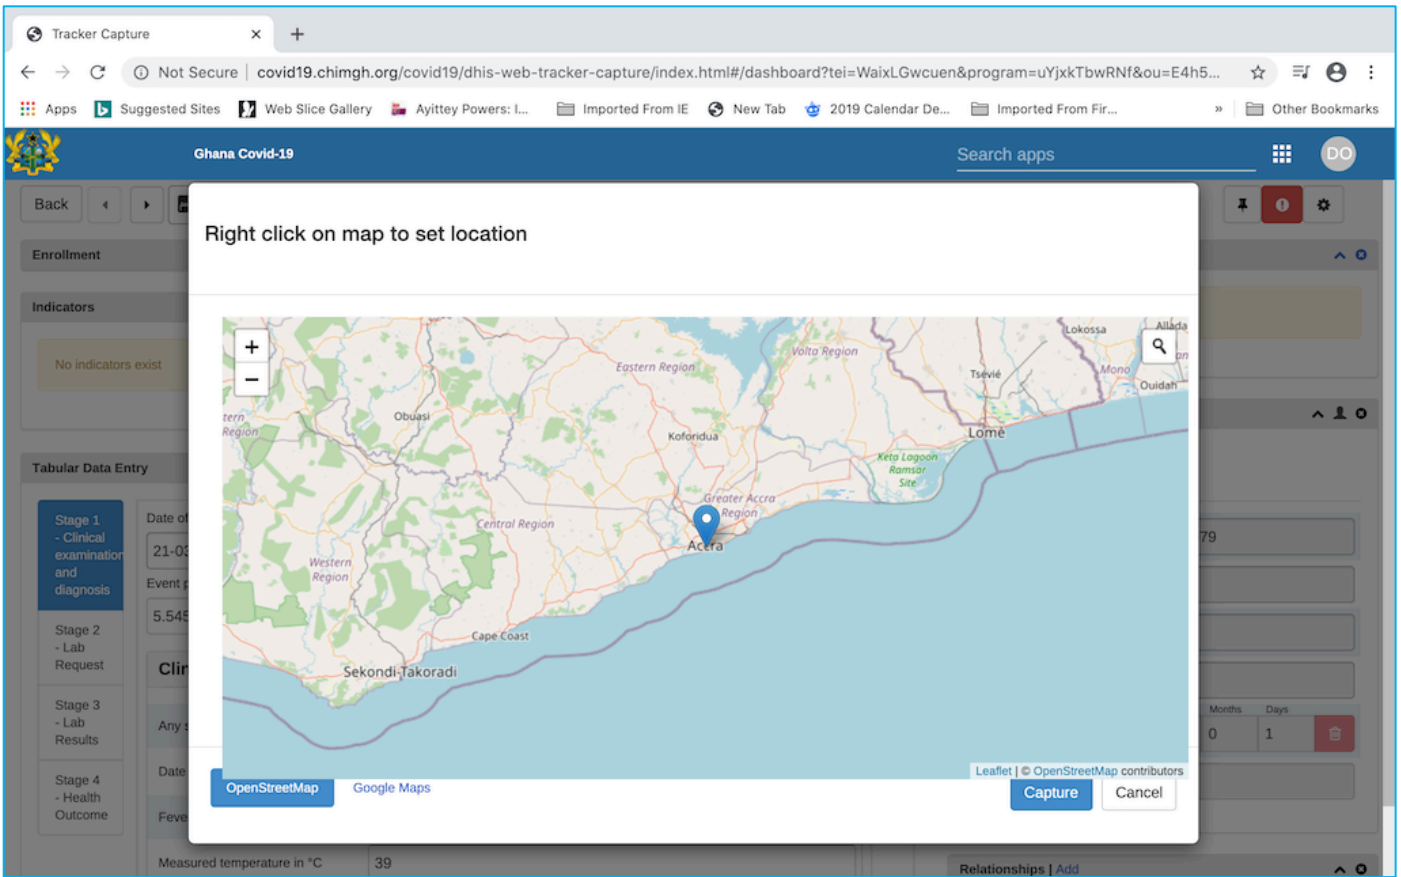 Tracker Capture
Not Secure | covid19.chimgh.org/covid19/dhis-web-tracker-capture/index.html#/dashboard?tei=WaixLGwcuen&program=uYjxkTbwRNf&ou=E4h5...
Apps Suggested Sites Web Slice Gallery Ayittey Powers: I... Imported From IE New Tab 2019 Calendar De... Imported From Fir... » Other Bookmarks
Ghana Covid-19 Search apps DO
Back
Enrollment
Indicators
No indicators exist
Tabular Data Entry
Stage 1
- Clinical
examination
and
diagnosis
Stage 2
- Lab
Request
Stage 3
- Lab
Results
Stage 4
- Health
Outcome
Date of
21-03
Event p
5.545
Clin
Any s
Date
Feve
Measured temperature in °C 39
Right click on map to set location
+
−
Lokossa
Allada
Volta Region
Eastern Region
Tsévié
Mono
Ouidah
tern
Region
Obuasi
Koforidua
Lomé
Keta Lagoon
Ramsar
Site
Greater Accra
Region
Central Region
Accra
Western
Region
Cape Coast
Sekondi-Takoradi
Leaflet | © OpenStreetMap contributors
OpenStreetMap Google Maps Capture Cancel
79
Months Days
0 1
Relationships | Add